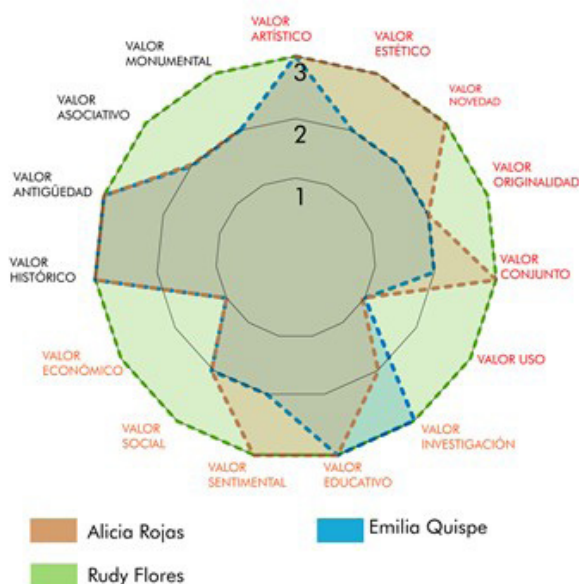 VALOR
ARTÍSTICO
VALOR
ESTÉTICO
VALOR
NOVEDAD
VALOR
ORIGINALIDAD
VALOR
CONJUNTO
VALOR USO
VALOR
INVESTIGACIÓN
VALOR
EDUCATIVO
VALOR
SENTIMENTAL
VALOR
SOCIAL
VALOR
ECONÓMICO
VALOR
HISTÓRICO
VALOR
ANTIGÜEDAD
VALOR
ASOCIATIVO
VALOR
MONUMENTAL
3
2
1
Alicia Rojas
Emilia Quispe
Rudy Flores